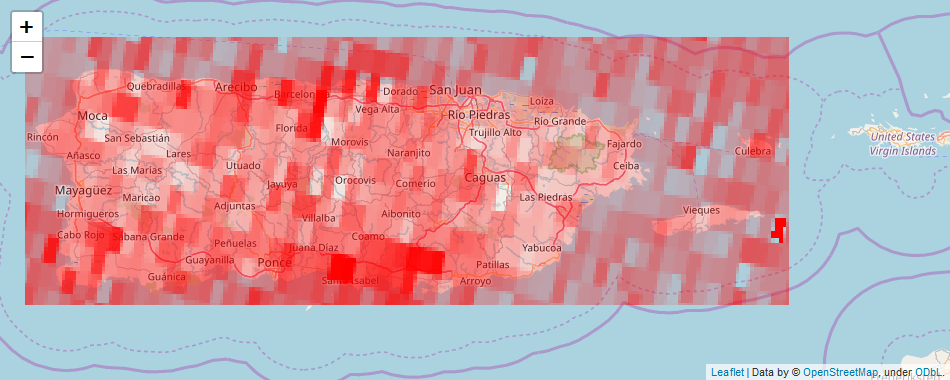 +
−
Quebradillas
Arecibo
Barcelon
Dorado
San Juan
Loíza
Moca
Vega Alta
Río Piedras
Río Grande
Rincón
San Sebastián
Florida
Morovis
Trujillo Alto
Fajardo
United States
Virgin Islands
Añasco
Lares
Naranjito
Culebra
Las Marías
Utuado
Ceiba
Mayagüez
Jayuya
Orocovis
Comerío
Caguas
Maricao
Adjuntas
Las Piedras
Hormigueros
Villalba
Aibonito
Vieques
Cabo Rojo
Sabana Grande
Peñuelas
Juana Díaz
Coamo
Yabucoa
Guayanilla
Ponce
Patillas
Guánica
Santa Isabel
Arroyo
Leaflet | Data by © OpenStreetMap, under ODbL.